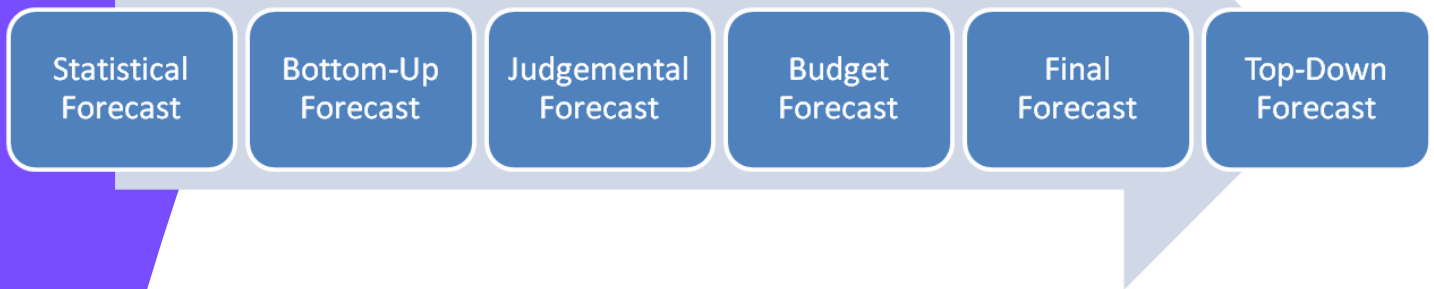 Statistical
Forecast
Bottom-Up
Forecast
Judgemental
Forecast
Budget
Forecast
Final
Forecast
Top-Down
Forecast